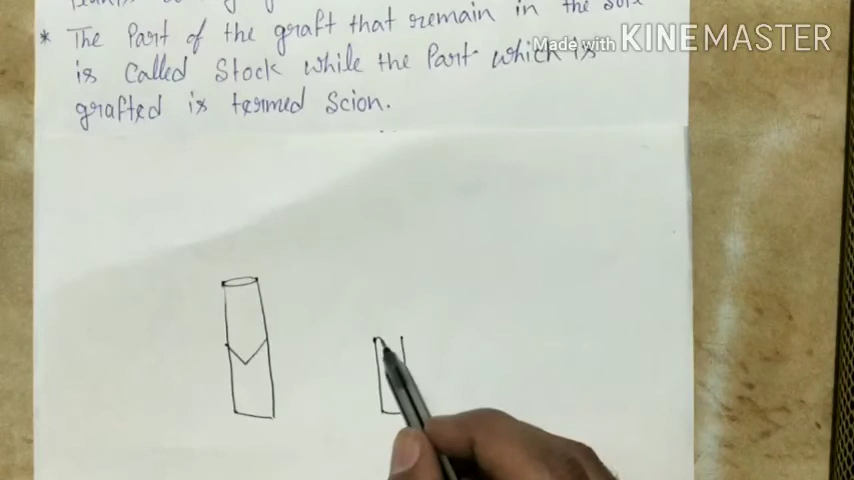 * The Part of the graft that remain in the Soil
is Called Stock while the Part which is
grafted is termed Scion.
Made with KINEMASTER